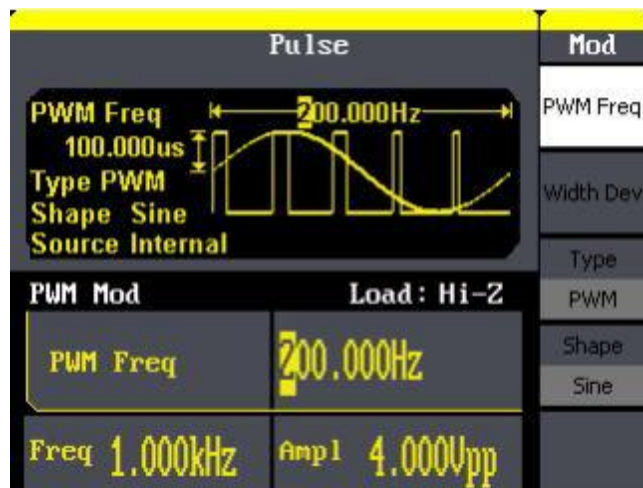 Pulse
Mod
PWM Freq
200.000Hz
100.000us
Type PWM
Shape Sine
Source Internal
PWM Freq
Width Dev
Type
PWM
Shape
Sine
PWM Mod
Load: Hi-Z
PWM Freq
200.000Hz
Freq 1.000kHz
Ampl 4.000Vpp